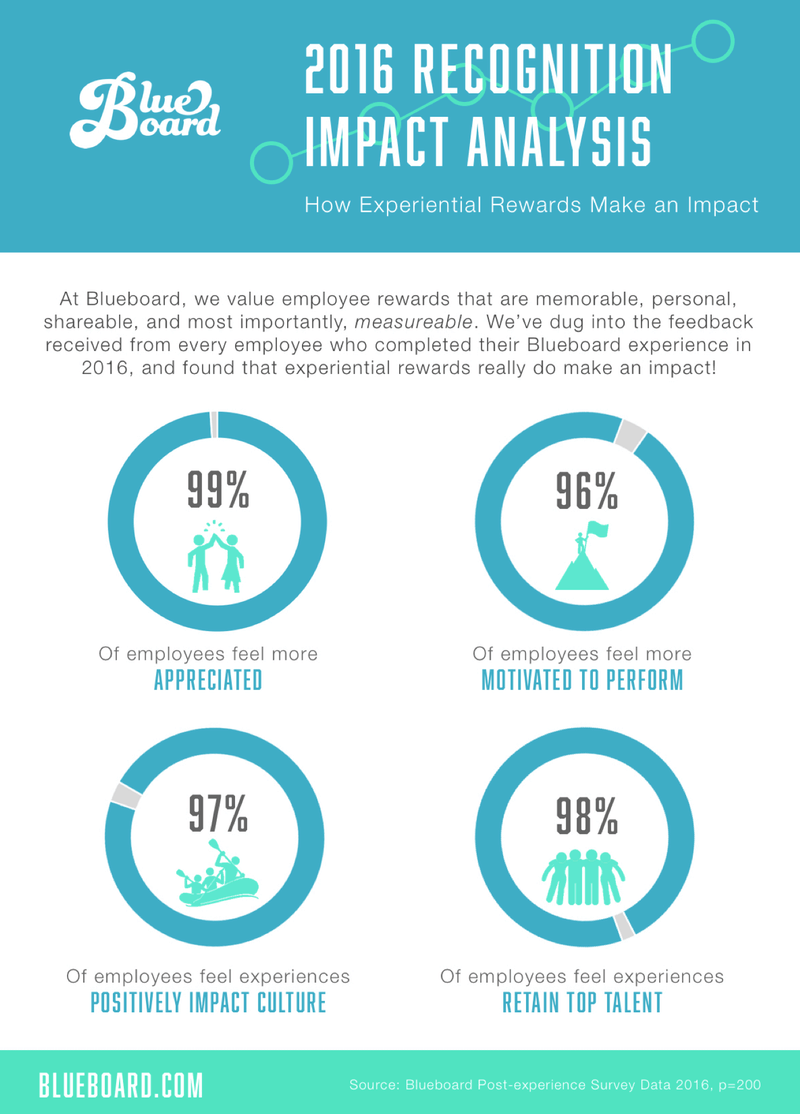 Blue
Board
2016 RECOGNITION
IMPACT ANALYSIS
How Experiential Rewards Make an Impact
At Blueboard, we value employee rewards that are memorable, personal,
shareable, and most importantly, measureable. We've dug into the feedback
received from every employee who completed their Blueboard experience in
2016, and found that experiential rewards really do make an impact!
99%
Of employees feel more
APPRECIATED
96%
Of employees feel more
MOTIVATED TO PERFORM
97%
Of employees feel experiences
POSITIVELY IMPACT CULTURE
98%
Of employees feel experiences
RETAIN TOP TALENT
BLUEBOARD.COM
Source: Blueboard Post-experience Survey Data 2016, p=200